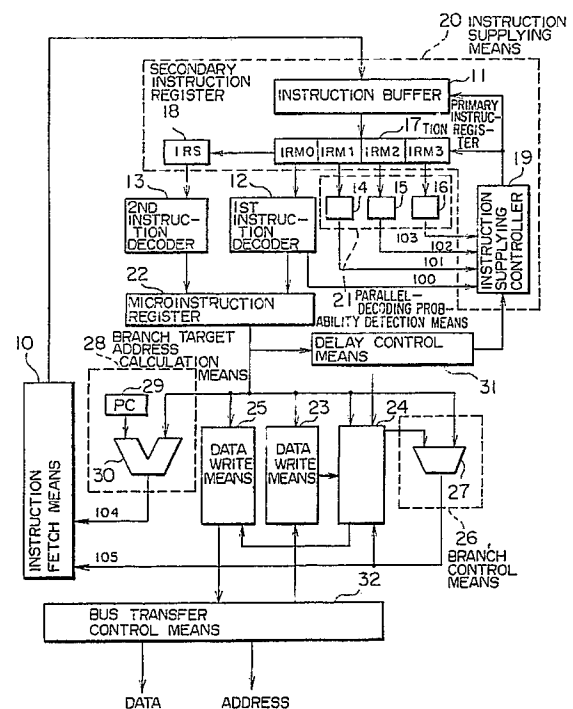 20 INSTRUCTION
SUPPLYING
MEANS
SECONDARY
INSTRUCTION
REGISTER
11
INSTRUCTION BUFFER
18
17
PRIMARY
INSTRUC-
TION REGIS-
TER
IRS
IRM0 IRM1 IRM2 IRM3
19
13
12
14
15
16
2ND
INSTRUC-
TION
DECODER
1ST
INSTRUCTION
DECODER
INSTRUCTION
SUPPLYING
CONTROLLER
103
102
101
100
22
21
PARALLEL-
DECODING PROB-
ABILITY DETECTION MEANS
MICROINSTRUCTION
REGISTER
10
28
BRANCH TARGET
ADDRESS
CALCULATION
MEANS
DELAY CONTROL
MEANS
31
29
PC
25
23
24
30
DATA
WRITE
MEANS
DATA
WRITE
MEANS
27
INSTRUCTION
FETCH MEANS
104
105
26, BRANCH
CONTROL
MEANS
32
BUS TRANSFER
CONTROL MEANS
DATA
ADDRESS